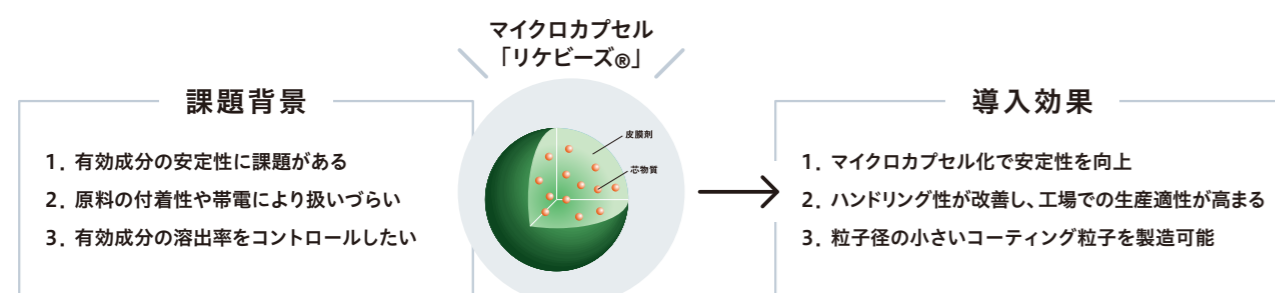 マイクロカプセル
「リケビーズ®」
課題背景
1. 有効成分の安定性に課題がある
2. 原料の付着性や帯電により扱いづらい
3. 有効成分の溶出率をコントロールしたい
皮膜剤
芯物質
導入効果
1. マイクロカプセル化で安定性を向上
2. ハンドリング性が改善し、工場での生産適性が高まる
3. 粒子径の小さいコーティング粒子を製造可能